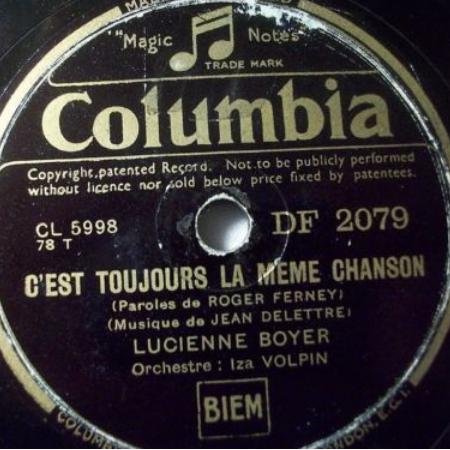 "Magic Notes"
TRADE MARK
Columbia
Copyright, patented Record. Not to be publicly performed
without licence nor sold below price fixed by patentees.
CL 5998
78 T
DF 2079
C'EST TOUJOURS LA MEME CHANSON
(Paroles de ROGER FERNEY)
(Musique de JEAN DELETTRE)
LUCIENNE BOYER
Orchestre : Iza VOLPIN
BIEM